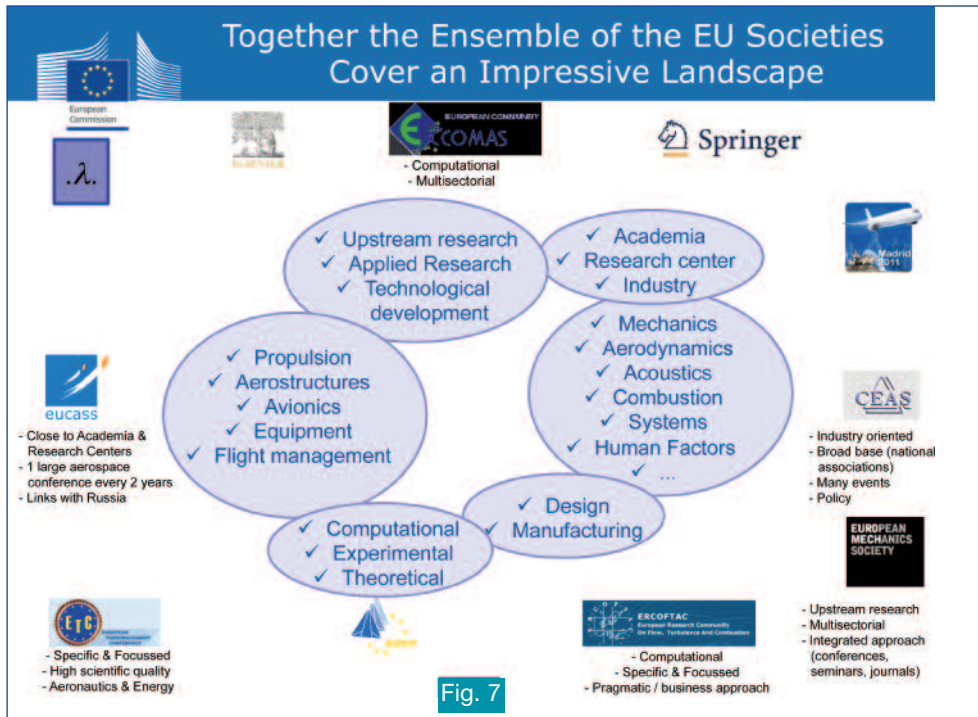 Together the Ensemble of the EU Societies
Cover an Impressive Landscape
European
Commission
.λ.
ELSEVIER
EUROPEAN COMMUNITY
COMAS
- Computational
- Multisectorial
Springer
Madrid
2011
✓ Upstream research
✓ Applied Research
✓ Technological
development
✓ Academia
✓ Research center
✓ Industry
✓ Mechanics
✓ Aerodynamics
✓ Acoustics
✓ Combustion
✓ Systems
✓ Human Factors
✓ ...
✓ Propulsion
✓ Aerostructures
✓ Avionics
✓ Equipment
✓ Flight management
eucass
- Close to Academia &
Research Centers
- 1 large aerospace
conference every 2 years
- Links with Russia
CEAS
- Industry oriented
- Broad base (national
associations)
- Many events
- Policy
✓ Design
✓ Manufacturing
✓ Computational
✓ Experimental
✓ Theoretical
EUROPEAN
MECHANICS
SOCIETY
- Upstream research
- Multisectorial
- Integrated approach
(conferences,
seminars, journals)
ETC
EUROPEAN
TURBOMACHINERY
CONFERENCE
- Specific & Focussed
- High scientific quality
- Aeronautics & Energy
ERCOFTAC
European Research Community
On Flow, Turbulence And Combustion
- Computational
- Specific & Focussed
- Pragmatic / business approach
Fig. 7